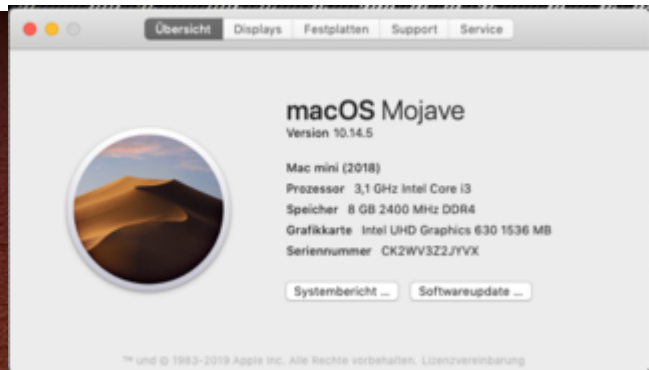 Übersicht Displays Festplatten Support Service
macOS Mojave
Version 10.14.5
Mac mini (2018)
Prozessor 3,1 GHz Intel Core i3
Speicher 8 GB 2400 MHz DDR4
Grafikkarte Intel UHD Graphics 630 1536 MB
Seriennummer CK2WV3Z2JYVX
Systembericht ...
Softwareupdate ...
™ und © 1983-2019 Apple Inc. Alle Rechte vorbehalten. Lizenzvereinbarung